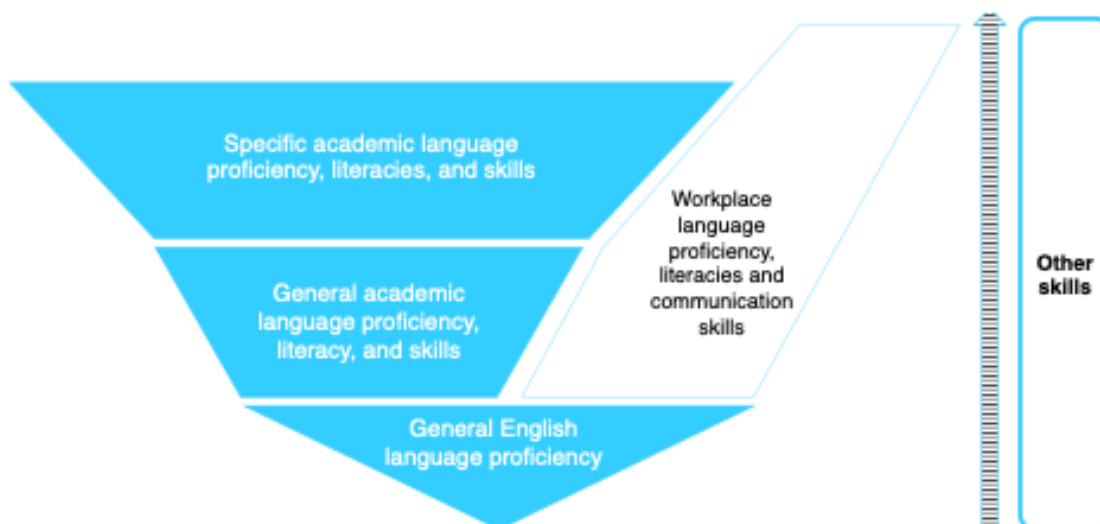 Specific academic language
proficiency, literacies, and skills
General academic
language proficiency,
literacy, and skills
General English
language proficiency
Workplace
language
proficiency,
literacies and
communication
skills
Other
skills